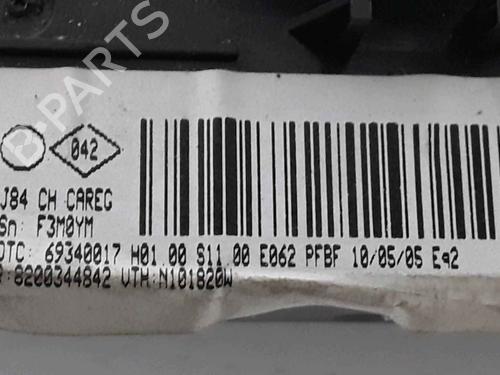 B-PARTS
042
J84 CH CAREG
Sn: F3M0YM
OTC: 69340017 H01.00 S11.00 E062 PFBF 10/05/05 Eq2
8200344842 VTH:N101820W